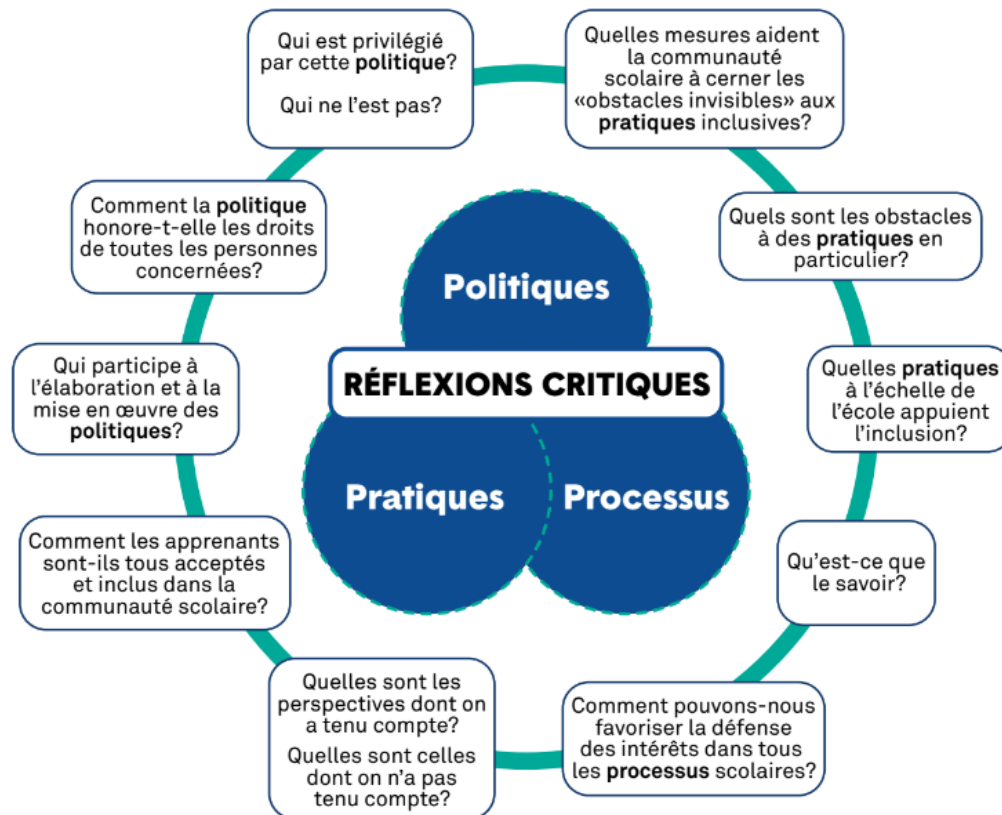 Qui est privilégié
par cette politique?
Qui ne l'est pas?
Quelles mesures aident
la communauté
scolaire à cerner les
«obstacles invisibles» aux
pratiques inclusives?
Comment la politique
honore-t-elle les droits
de toutes les personnes
concernées?
Quels sont les obstacles
à des pratiques en
particulier?
Politiques
RÉFLEXIONS CRITIQUES
Pratiques
Processus
Qui participe à
l'élaboration et à la
mise en œuvre des
politiques?
Quelles pratiques
à l'échelle de
l'école appuient
l'inclusion?
Comment les apprenants
sont-ils tous acceptés
et inclus dans la
communauté scolaire?
Qu'est-ce que
le savoir?
Quelles sont les
perspectives dont on
a tenu compte?
Quelles sont celles
dont on n'a pas
tenu compte?
Comment pouvons-nous
favoriser la défense
des intérêts dans tous
les processus scolaires?